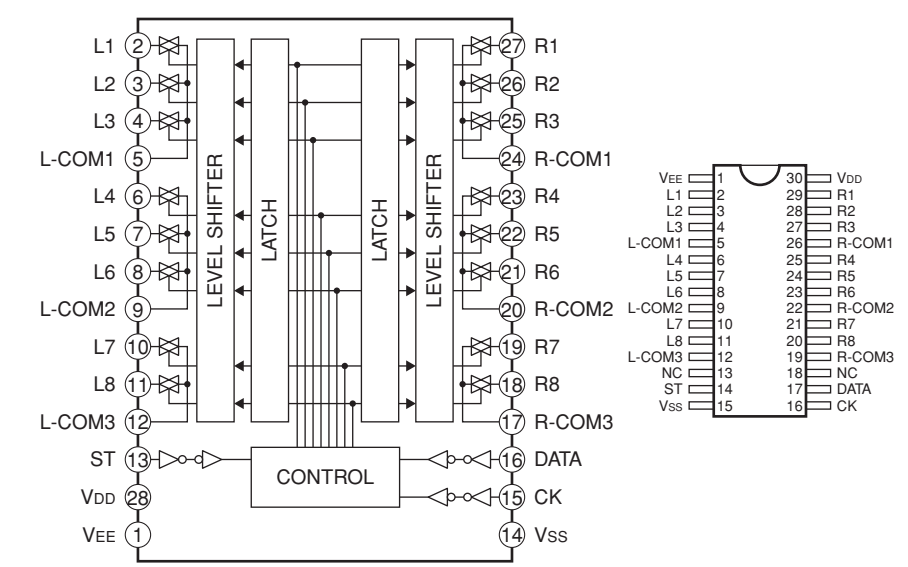 L1 2 27 R1
L2 3 26 R2
L3 4 25 R3
L-COM1 5 24 R-COM1
L4 6 23 R4
L5 7 22 R5
L6 8 21 R6
L-COM2 9 20 R-COM2
L7 10 19 R7
L8 11 18 R8
L-COM3 12 17 R-COM3
ST 13 16 DATA
VDD 28 15 CK
VEE 1 14 VSS
LEVEL SHIFTER
LATCH
LATCH
LEVEL SHIFTER
CONTROL
VEE 1 30 VDD
L1 2 29 R1
L2 3 28 R2
L3 4 27 R3
L-COM1 5 26 R-COM1
L4 6 25 R4
L5 7 24 R5
L6 8 23 R6
L-COM2 9 22 R-COM2
L7 10 21 R7
L8 11 20 R8
L-COM3 12 19 R-COM3
NC 13 18 NC
ST 14 17 DATA
VSS 15 16 CK